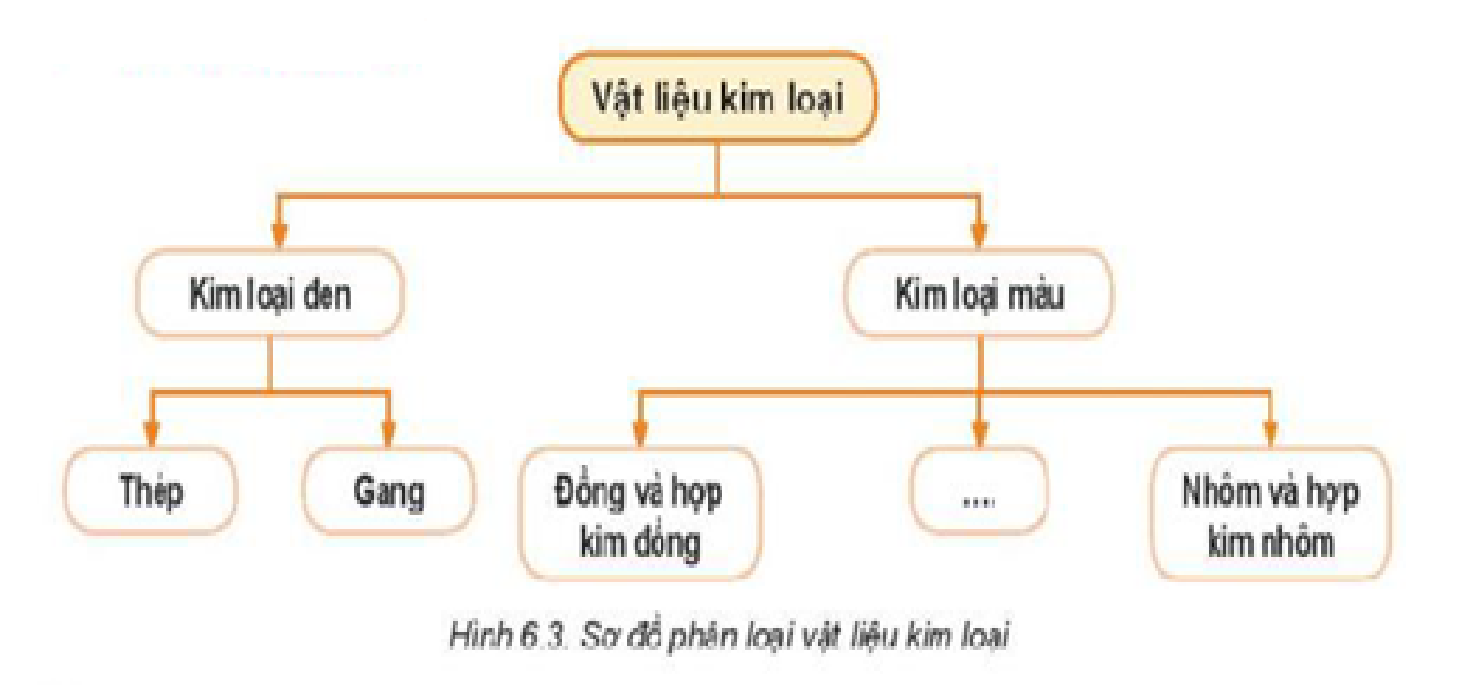 Vật liệu kim loại
Kim loại đen
Kim loại màu
Thép
Gang
Đồng và hợp
kim đồng
....
Nhôm và hợp
kim nhôm
Hình 6.3. Sơ đồ phân loại vật liệu kim loại